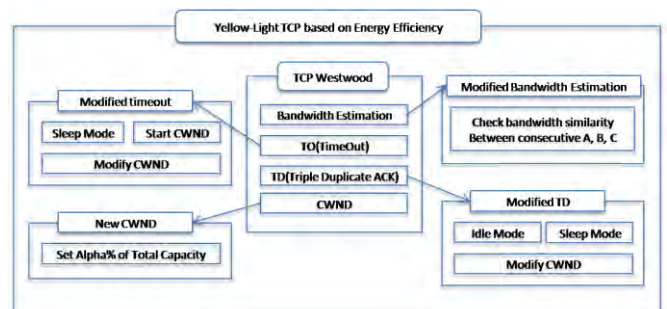 Yellow-Light TCP based on Energy Efficiency
TCP Westwood
Bandwidth Estimation
TO(TimeOut)
TD(Triple Duplicate ACK)
CWND
Modified timeout
Sleep Mode
Start CWND
Modify CWND
New CWND
Set Alpha% of Total Capacity
Modified Bandwidth Estimation
Check bandwidth similarity
Between consecutive A, B, C
Modified TD
Idle Mode
Sleep Mode
Modify CWND